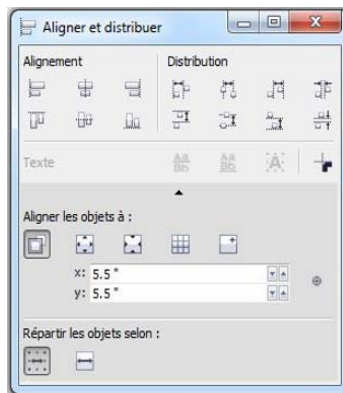 Aligner et distribuer
Alignement Distribution
Texte
Aligner les objets à :
x: 5.5 "
y: 5.5 "
Répartir les objets selon :